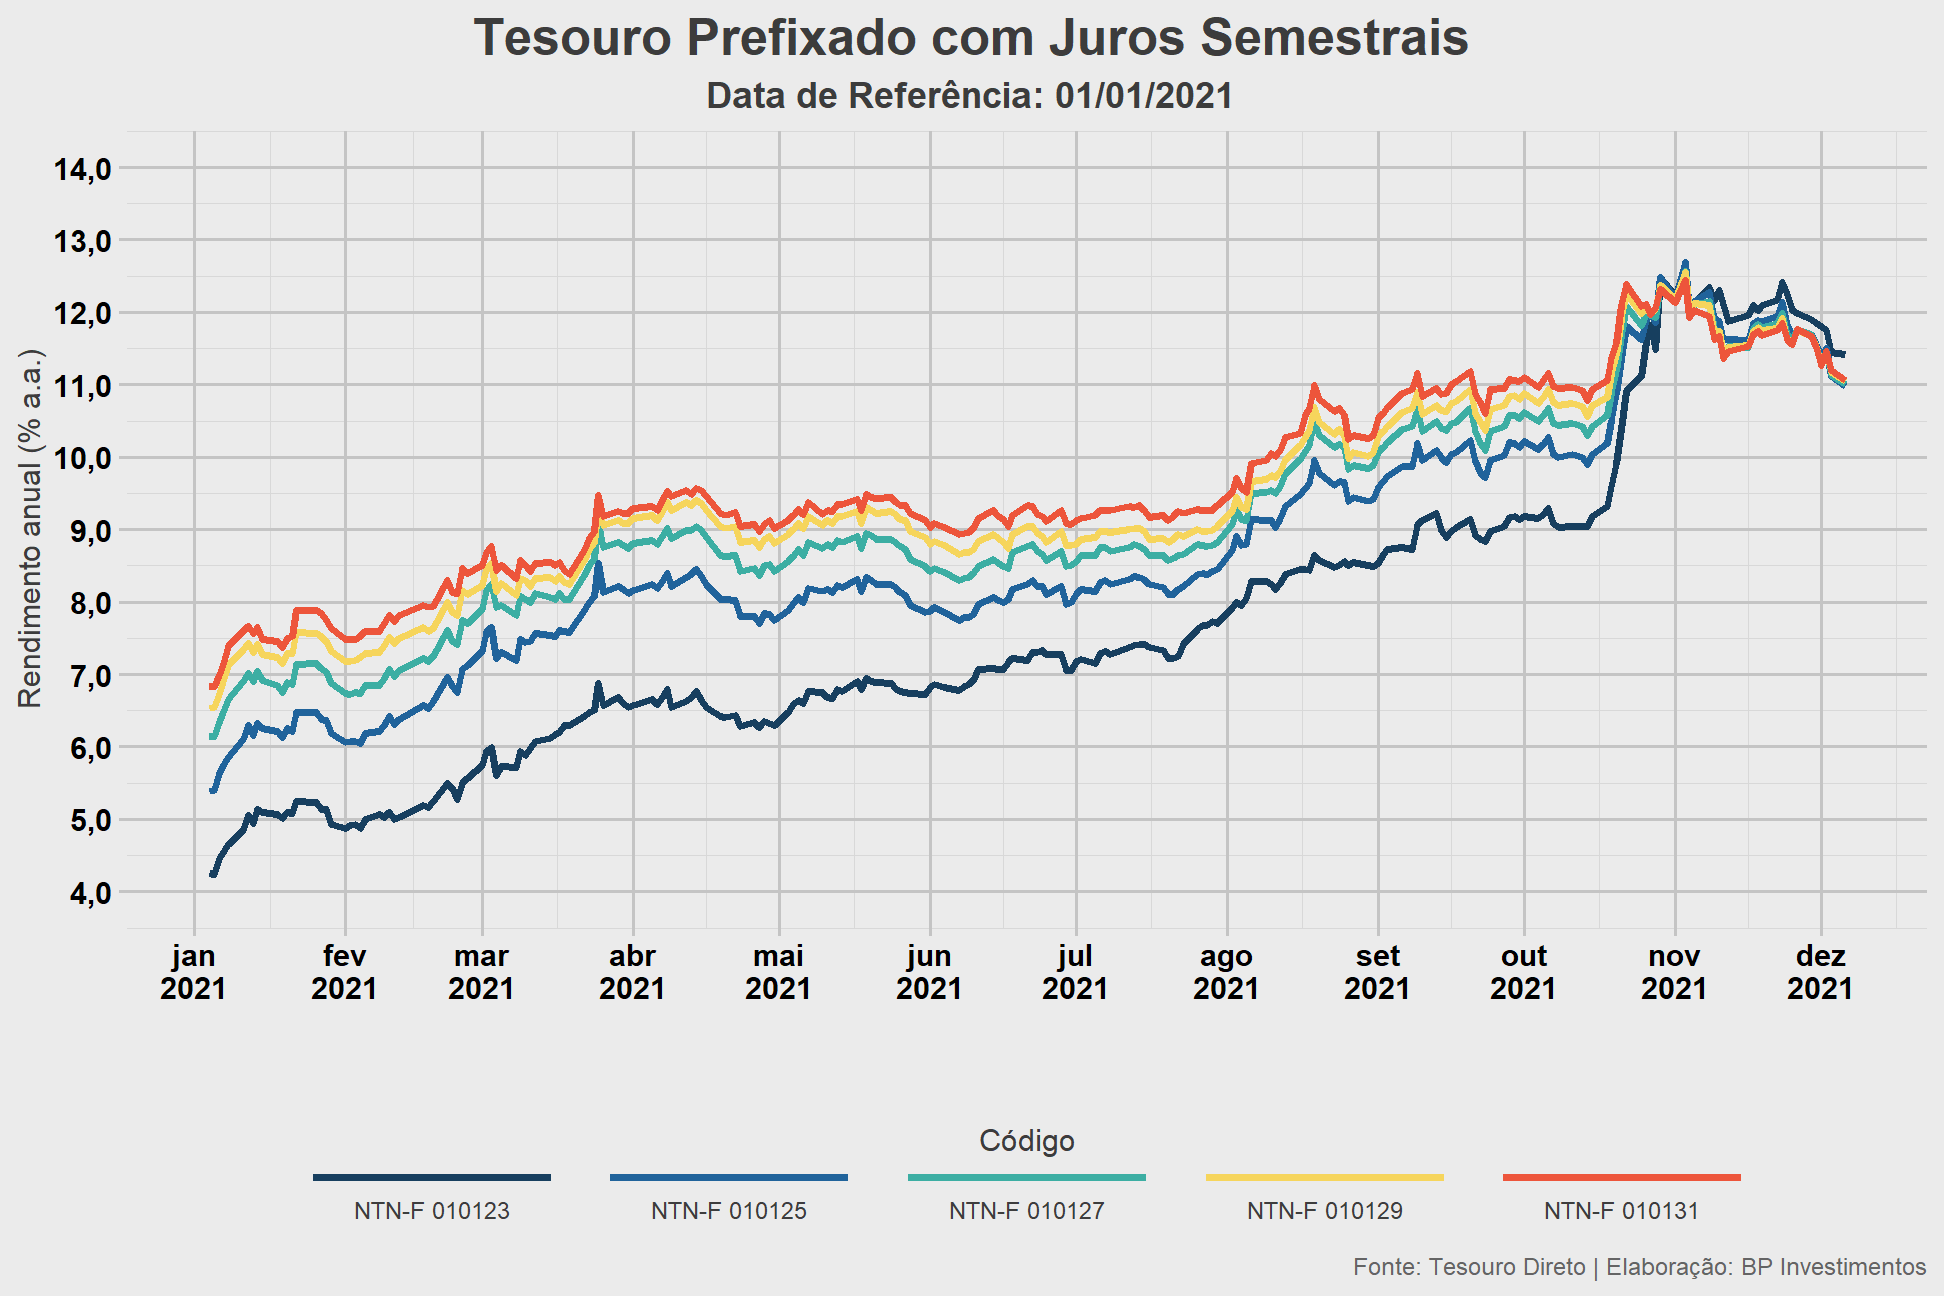 Tesouro Prefixado com Juros Semestrais
Data de Referência: 01/01/2021
Rendimento anual (% a.a.)
14,0
13,0
12,0
11,0
10,0
9,0
8,0
7,0
6,0
5,0
4,0
jan fev mar abr mai jun jul ago set out nov dez
2021 2021 2021 2021 2021 2021 2021 2021 2021 2021 2021 2021
Código
NTN-F 010123 NTN-F 010125 NTN-F 010127 NTN-F 010129 NTN-F 010131
Fonte: Tesouro Direto | Elaboração: BP Investimentos